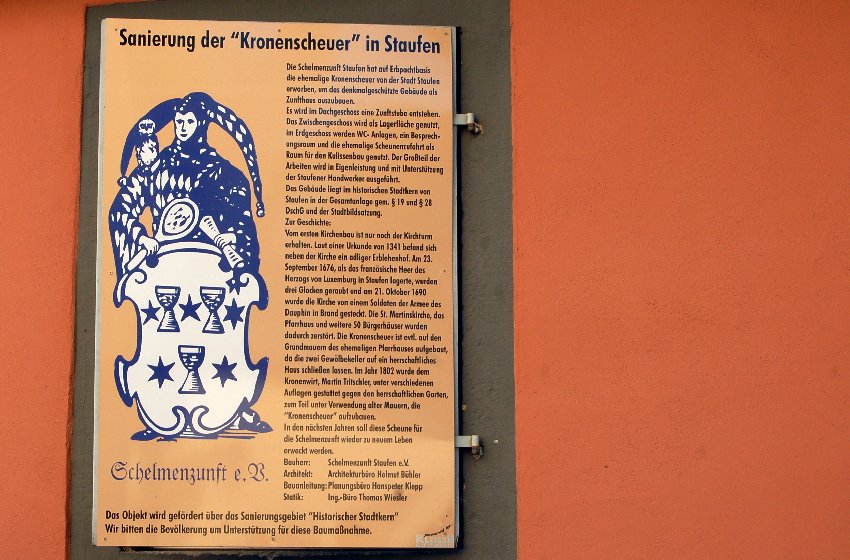 Sanierung der "Kronenscheuer" in Staufen
Die Schelmenzunft Staufen hat auf Erbpachtbasis
die ehemalige Kronenscheuer von der Stadt Staufen
erworben, um das denkmalgeschützte Gebäude als
Zunfthaus auszubauen.
Es wird im Dachgeschoss eine Zunftstube entstehen.
Das Zwischengeschoss wird als Lagerfläche genutzt,
im Erdgeschoss werden WC- Anlagen, ein Besprech-
ungsraum und die ehemalige Scheunenzufahrt als
Raum für den Kulissenbau genutzt. Der Großteil der
Arbeiten wird in Eigenleistung und mit Unterstützung
der Staufener Handwerker ausgeführt.
Das Gebäude liegt im historischen Stadtkern von
Staufen in der Gesamtanlage gem. § 19 und § 28
DschG und der Stadtbildsatzung.
Zur Geschichte:
Vom ersten Kirchenbau ist nur noch der Kirchturm
erhalten. Laut einer Urkunde von 1341 befand sich
neben der Kirche ein adliger Erblehenhof. Am 23.
September 1676, als das französische Heer des
Herzogs von Luxemburg in Staufen lagerte, wurden
drei Glocken geraubt und am 21. Oktober 1690
wurde die Kirche von einem Soldaten der Armee des
Dauphin in Brand gesteckt. Die St. Martinskirche, das
Pfarrhaus und weitere 50 Bürgerhäuser wurden
dadurch zerstört. Die Kronenscheuer ist evtl. auf den
Grundmauern des ehemaligen Pfarrhauses aufgebaut,
da die zwei Gewölbekeller auf ein herrschaftliches
Haus schließen lassen. Im Jahr 1802 wurde dem
Kronenwirt, Martin Tritschler, unter verschiedenen
Auflagen gestattet gegen den herrschaftlichen Garten,
zum Teil unter Verwendung alter Mauern, die
"Kronenscheuer" aufzubauen.
In den nächsten Jahren soll diese Scheune für
die Schelmenzunft wieder zu neuem Leben
erweckt werden.
Bauherr: Schelmenzunft Staufen e.V.
Architekt: Architekturbüro Helmut Bühler
Bauanleitung: Planungsbüro Hanspeter Klepp
Statik: Ing.-Büro Thomas Wiesler
Schelmenzunft e.V.
Das Objekt wird gefördert über das Sanierungsgebiet "Historischer Stadtkern"
Wir bitten die Bevölkerung um Unterstützung für diese Baumaßnahme.